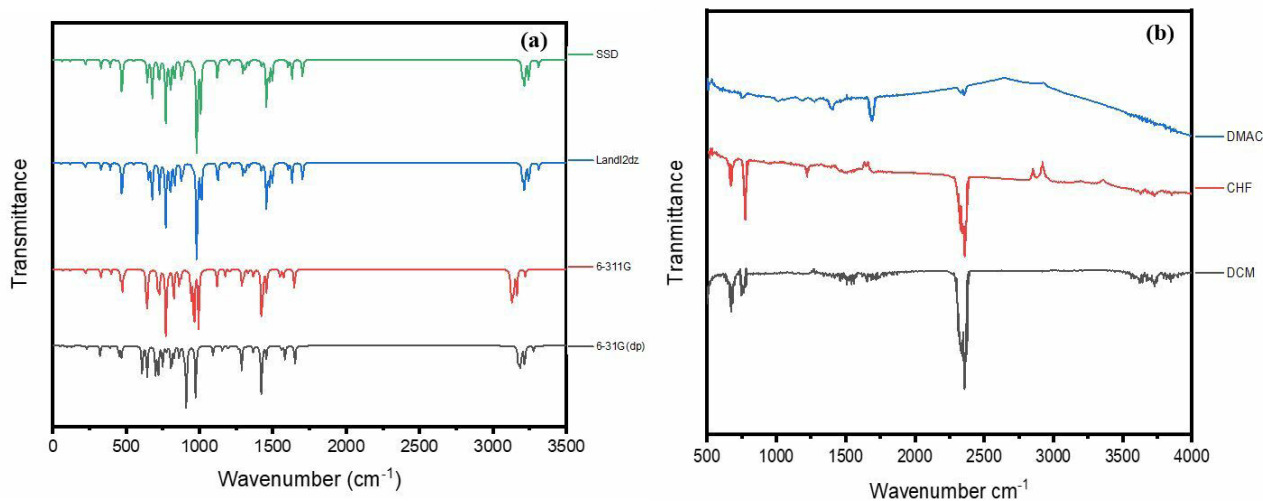 (a)
SSD
Landl2dz
6-311G
6-31G(dp)
Transmittance
0 500 1000 1500 2000 2500 3000 3500
Wavenumber (cm⁻¹)
(b)
DMAC
CHF
DCM
Tranmittance
500 1000 1500 2000 2500 3000 3500 4000
Wavenumber cm⁻¹